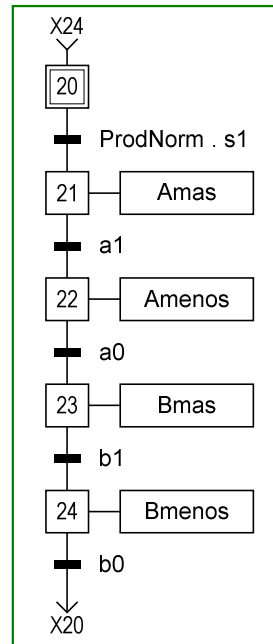 X24
20
ProdNorm . s1
21 Amas
a1
22 Amenos
a0
23 Bmas
b1
24 Bmenos
b0
X20